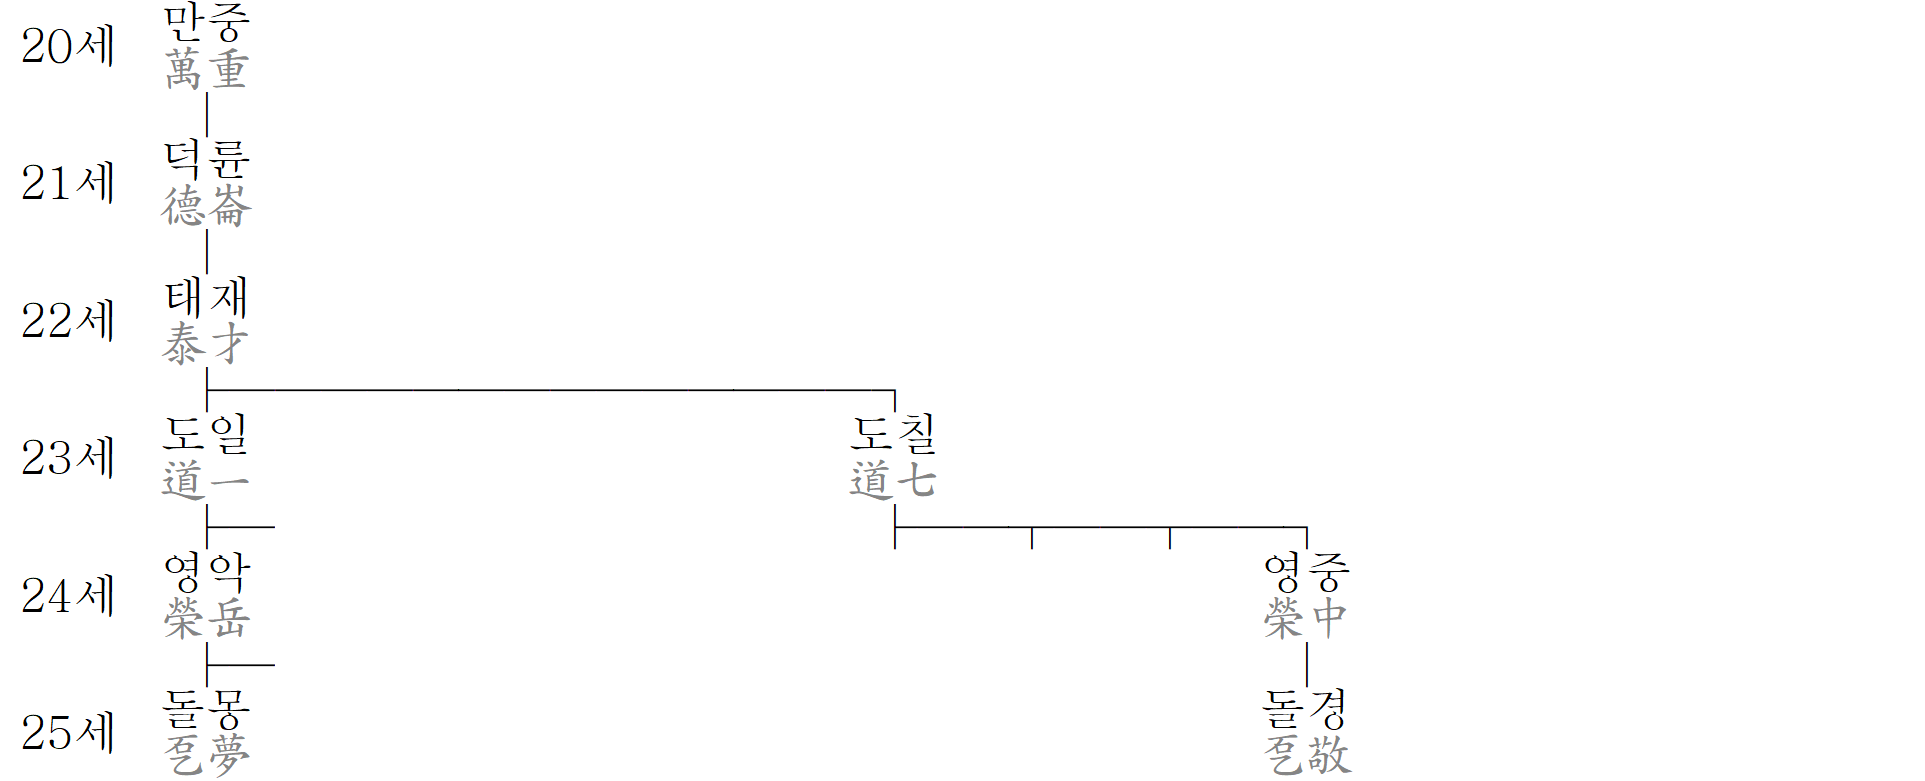 20세 만중
萬重
21세 덕륜
德崙
22세 태재
泰才
23세 도일 도칠
道一 道七
24세 영악 영중
榮岳 榮中
25세 돌몽 돌경
乭夢 乭敬